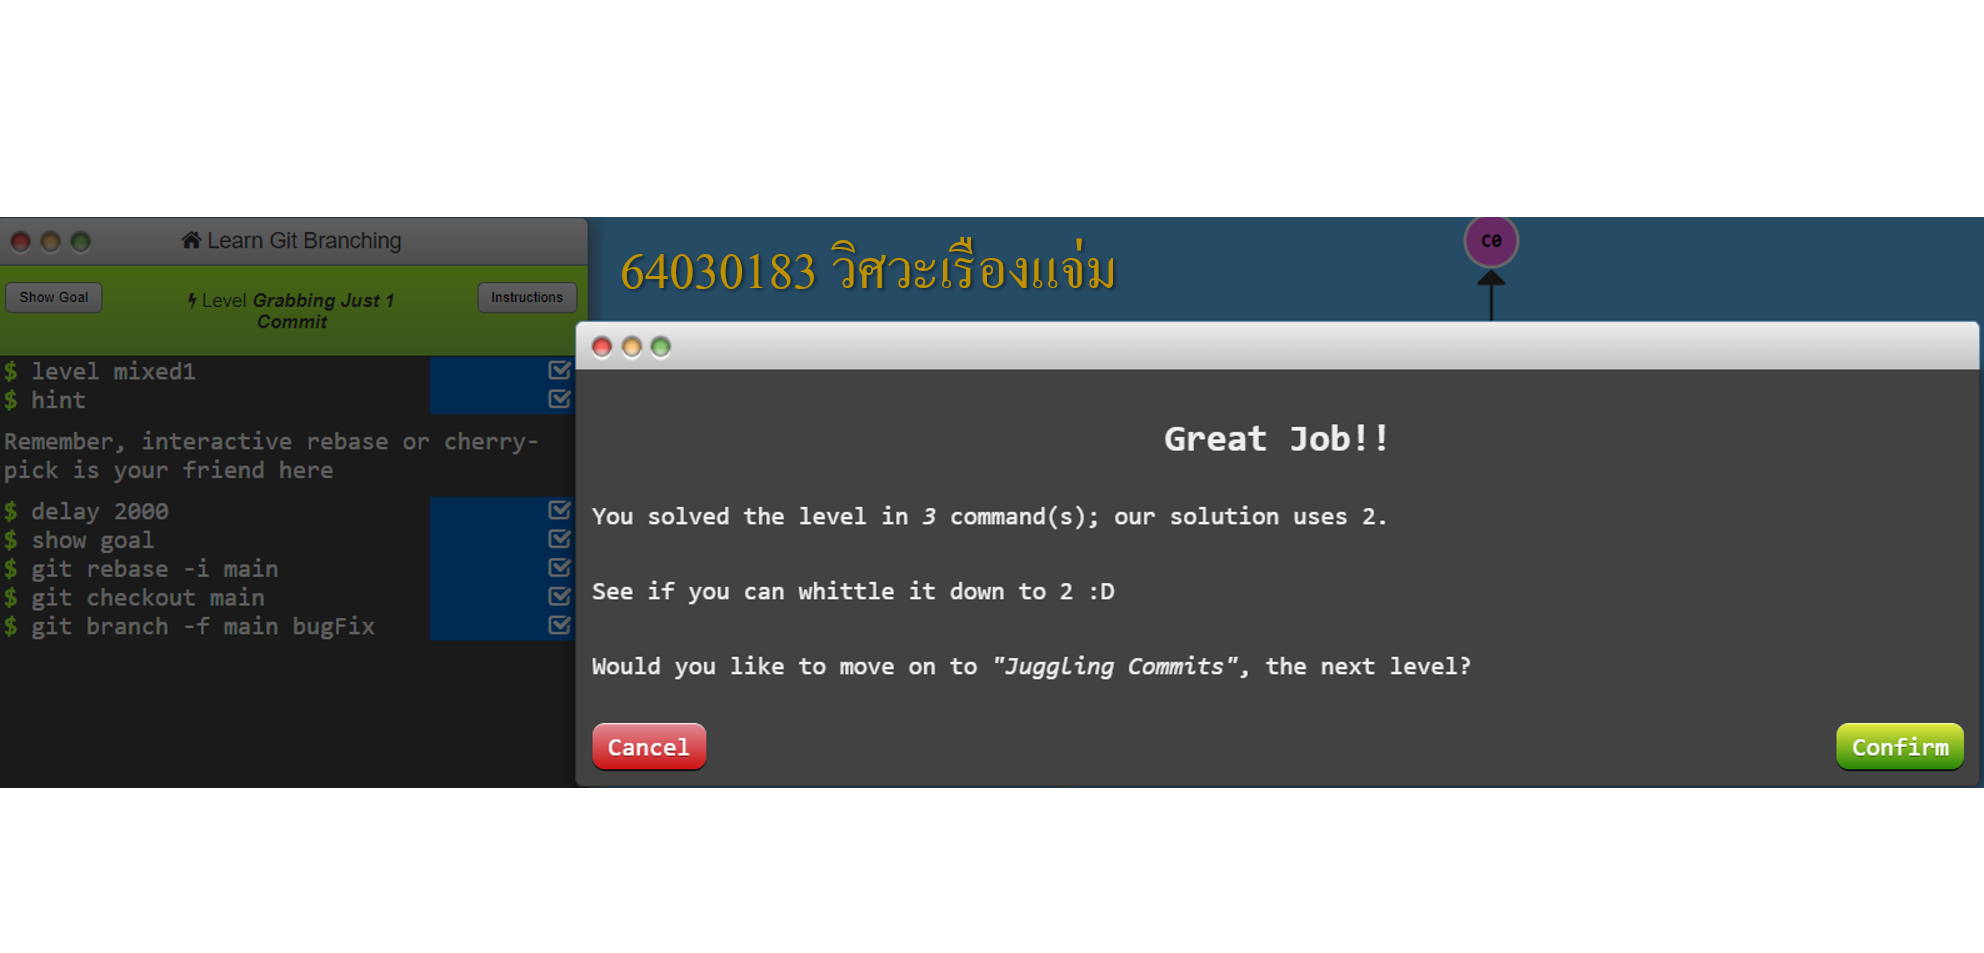 Learn Git Branching
64030183 วิศวะเรืองแจ่ม
C0
Show Goal
Level Grabbing Just 1
Commit
Instructions
$ level mixed1
$ hint
Remember, interactive rebase or cherry-
pick is your friend here
$ delay 2000
$ show goal
$ git rebase -i main
$ git checkout main
$ git branch -f main bugFix
Great Job!!
You solved the level in 3 command(s); our solution uses 2.
See if you can whittle it down to 2 :D
Would you like to move on to "Juggling Commits", the next level?
Cancel
Confirm